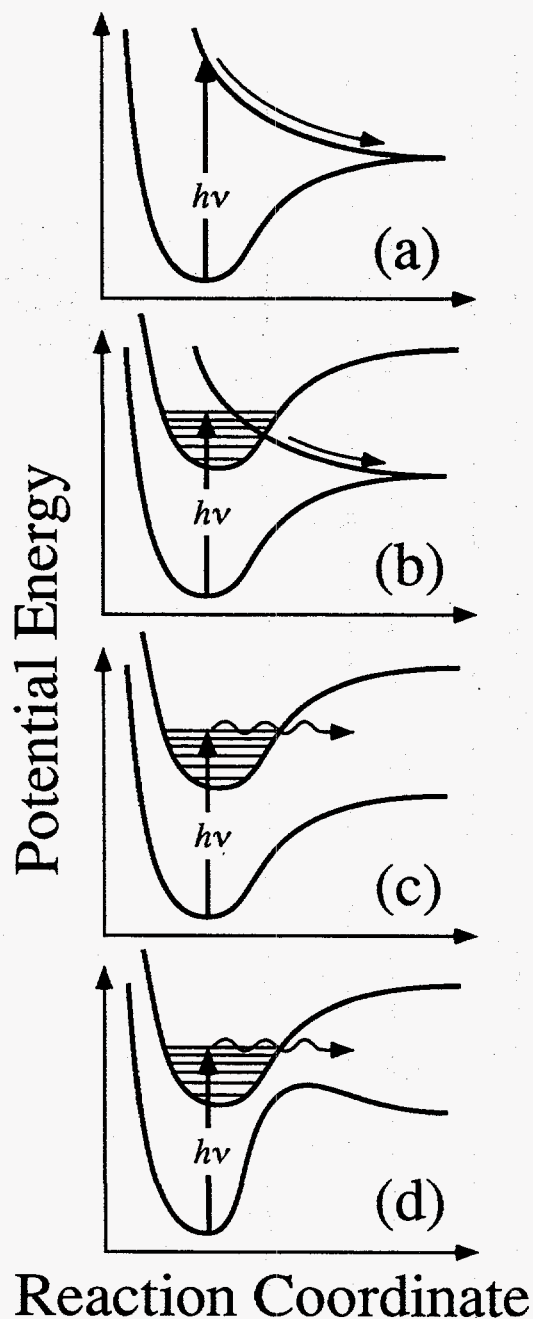 hν
(a)
hν
(b)
hν
(c)
hν
(d)
Potential Energy
Reaction Coordinate